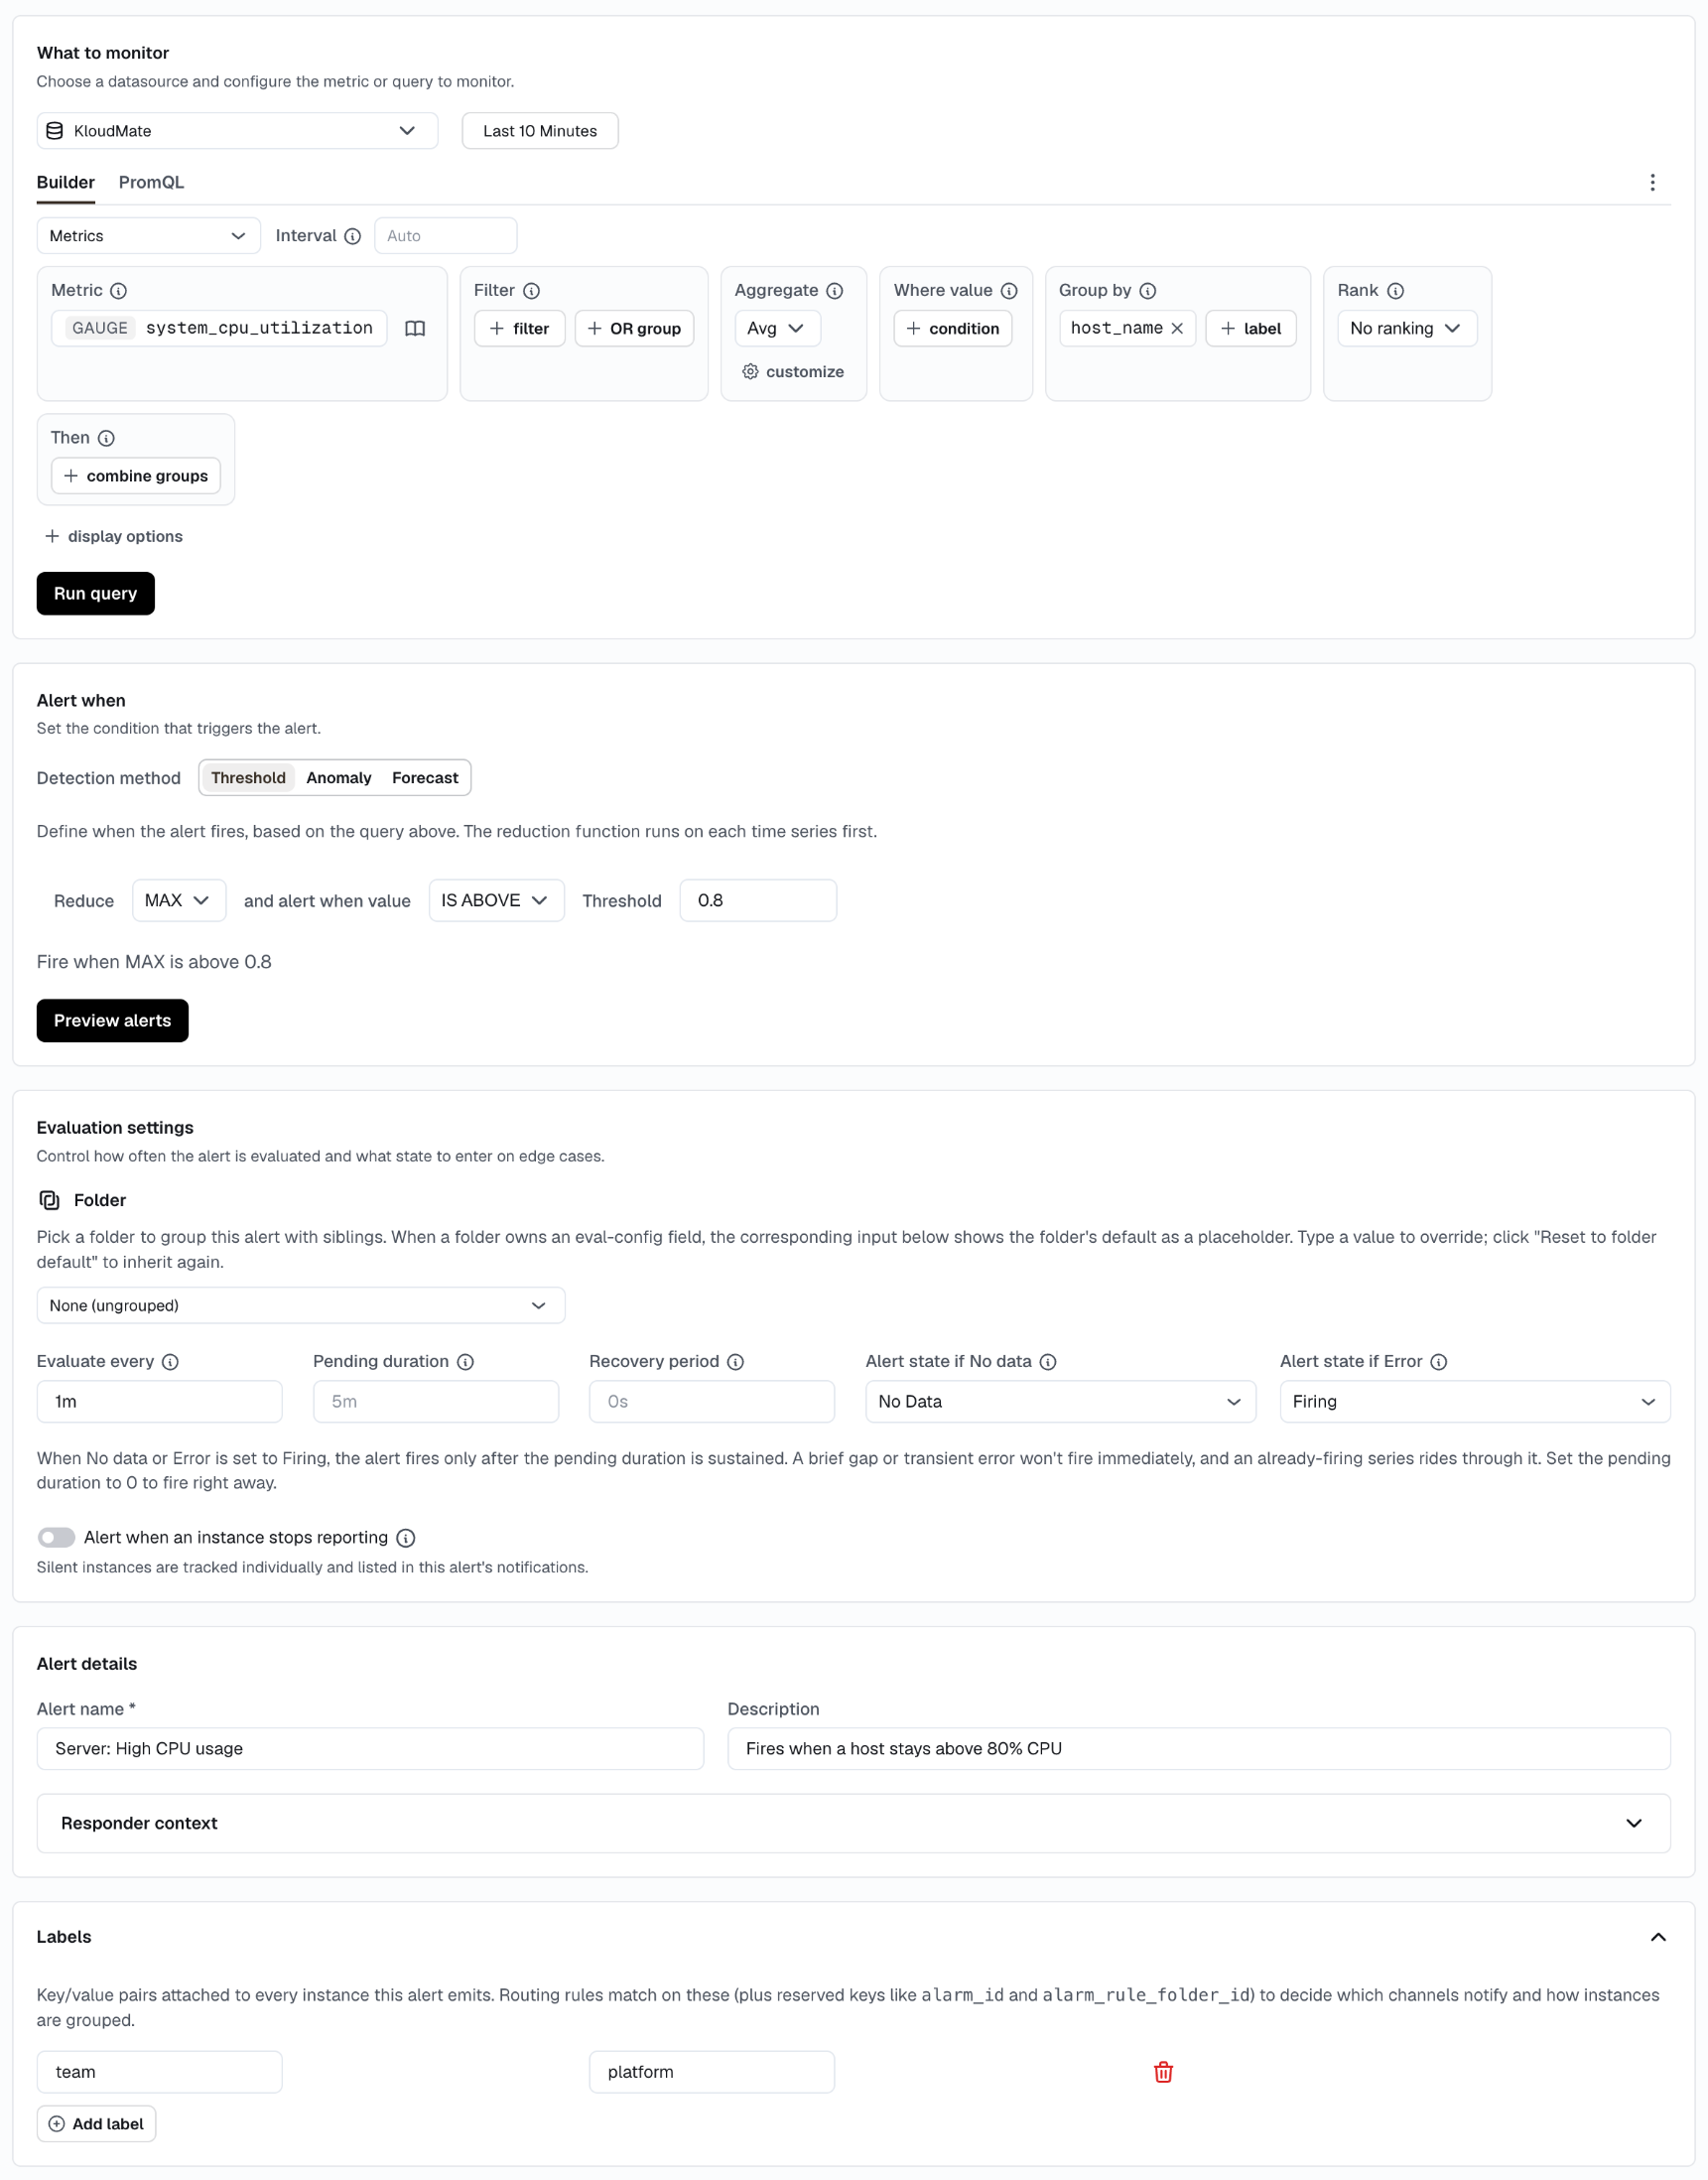 What to monitor
Choose a datasource and configure the metric or query to monitor.
KloudMate
Last 10 Minutes
Builder
PromQL
Metrics
Interval
Auto
Metric
Filter
Aggregate
Where value
Group by
Rank
GAUGE system_cpu_utilization
+ filter
+ OR group
Avg
+ condition
host_name ×
+ label
No ranking
customize
Then
+ combine groups
+ display options
Run query
Alert when
Set the condition that triggers the alert.
Detection method
Threshold
Anomaly
Forecast
Define when the alert fires, based on the query above. The reduction function runs on each time series first.
Reduce MAX and alert when value IS ABOVE Threshold 0.8
Fire when MAX is above 0.8
Preview alerts
Evaluation settings
Control how often the alert is evaluated and what state to enter on edge cases.
Folder
Pick a folder to group this alert with siblings. When a folder owns an eval-config field, the corresponding input below shows the folder's default as a placeholder. Type a value to override; click "Reset to folder
default" to inherit again.
None (ungrouped)
Evaluate every
Pending duration
Recovery period
Alert state if No data
Alert state if Error
1m
5m
0s
No Data
Firing
When No data or Error is set to Firing, the alert fires only after the pending duration is sustained. A brief gap or transient error won't fire immediately, and an already-firing series rides through it. Set the pending
duration to 0 to fire right away.
Alert when an instance stops reporting
Silent instances are tracked individually and listed in this alert's notifications.
Alert details
Alert name *
Description
Server: High CPU usage
Fires when a host stays above 80% CPU
Responder context
Labels
Key/value pairs attached to every instance this alert emits. Routing rules match on these (plus reserved keys like alarm_id and alarm_rule_folder_id) to decide which channels notify and how instances
are grouped.
team
platform
Add label